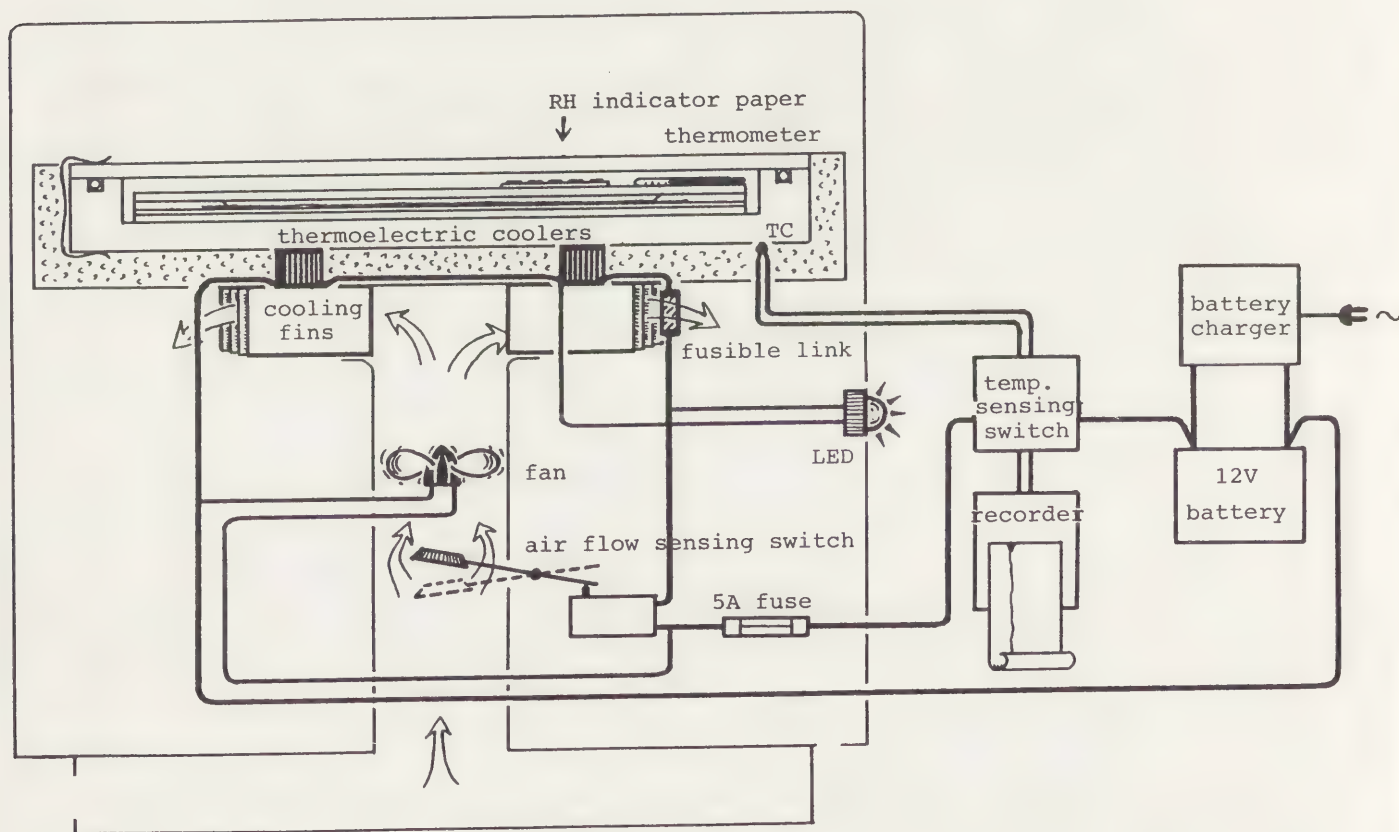 RH indicator paper
thermometer
thermoelectric coolers
TC
cooling
fins
fusible link
battery
charger
temp.
sensing
switch
LED
fan
12V
battery
recorder
air flow sensing switch
5A fuse